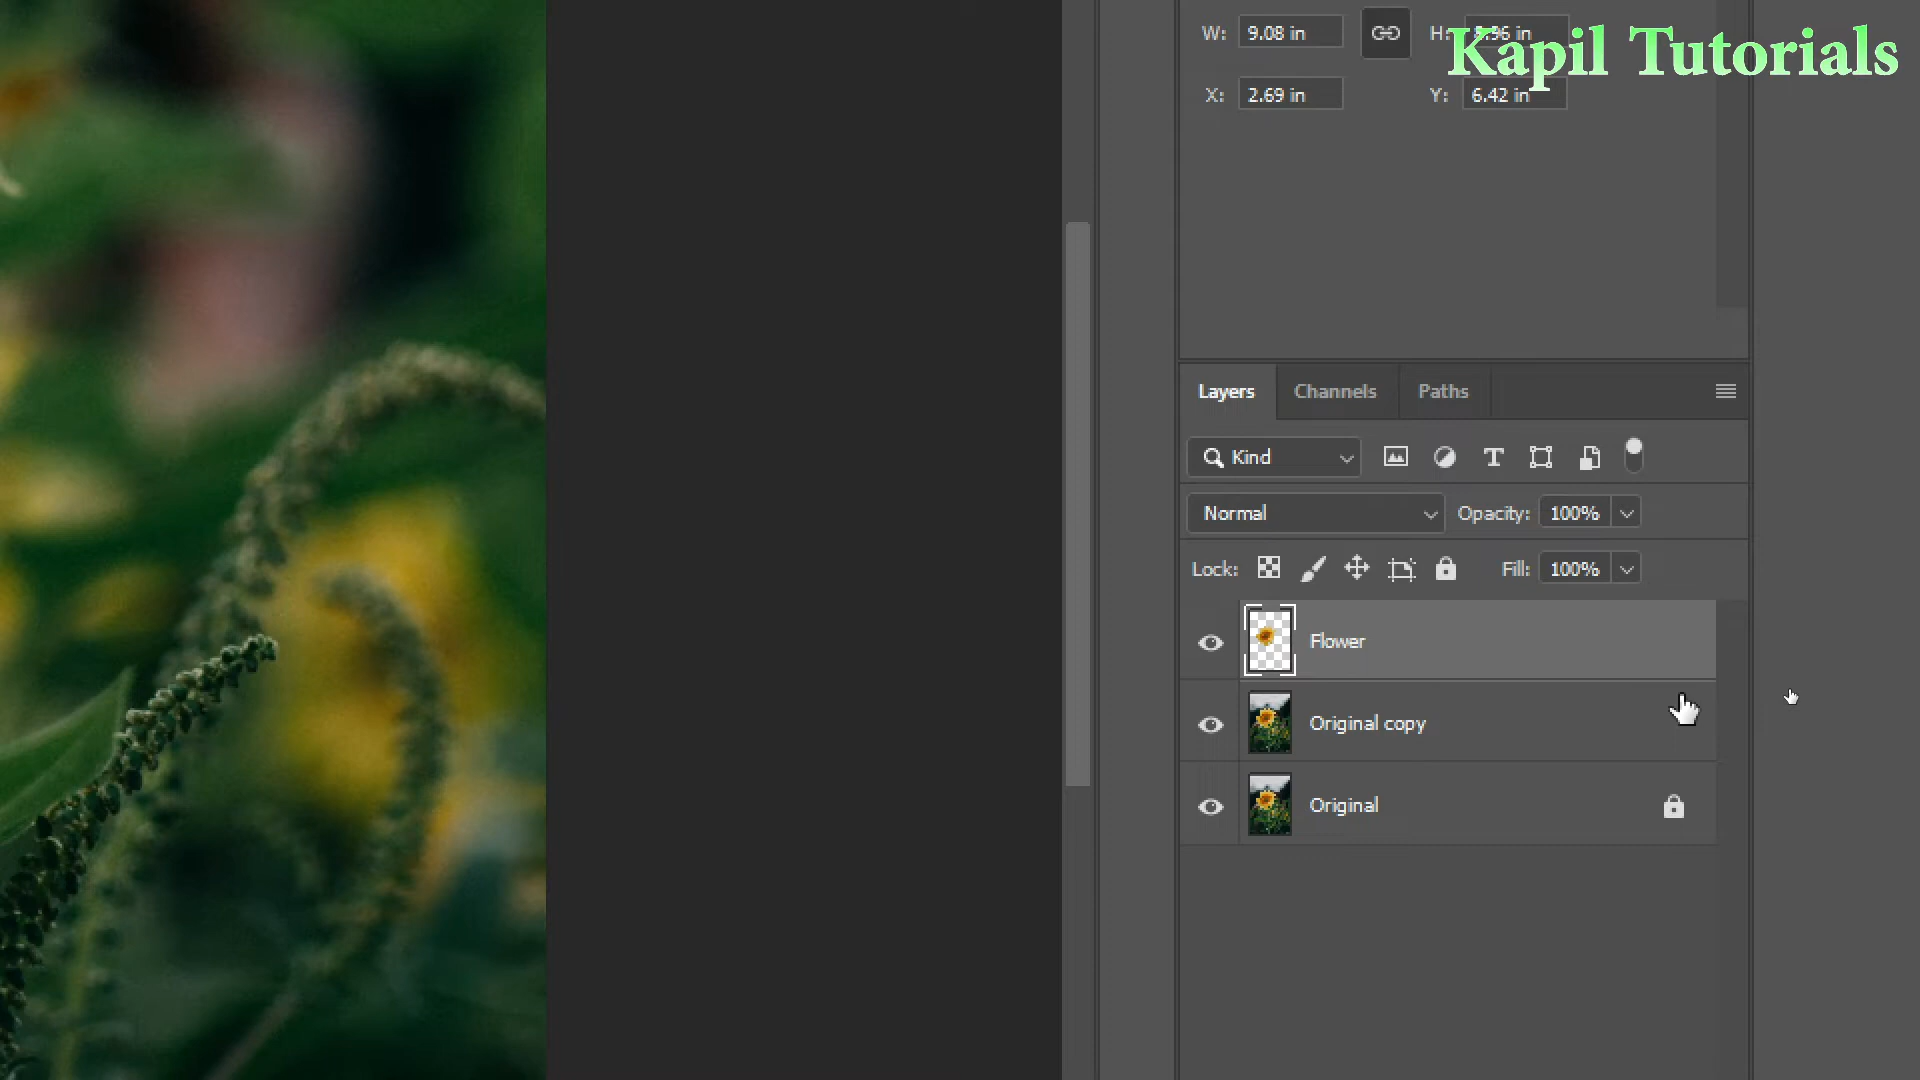 W: 9.08 in H: in
Kapil Tutorials
X: 2.69 in Y: 6.42 in
Layers Channels Paths
Kind
Normal Opacity: 100%
Lock: Fill: 100%
Flower
Original copy
Original